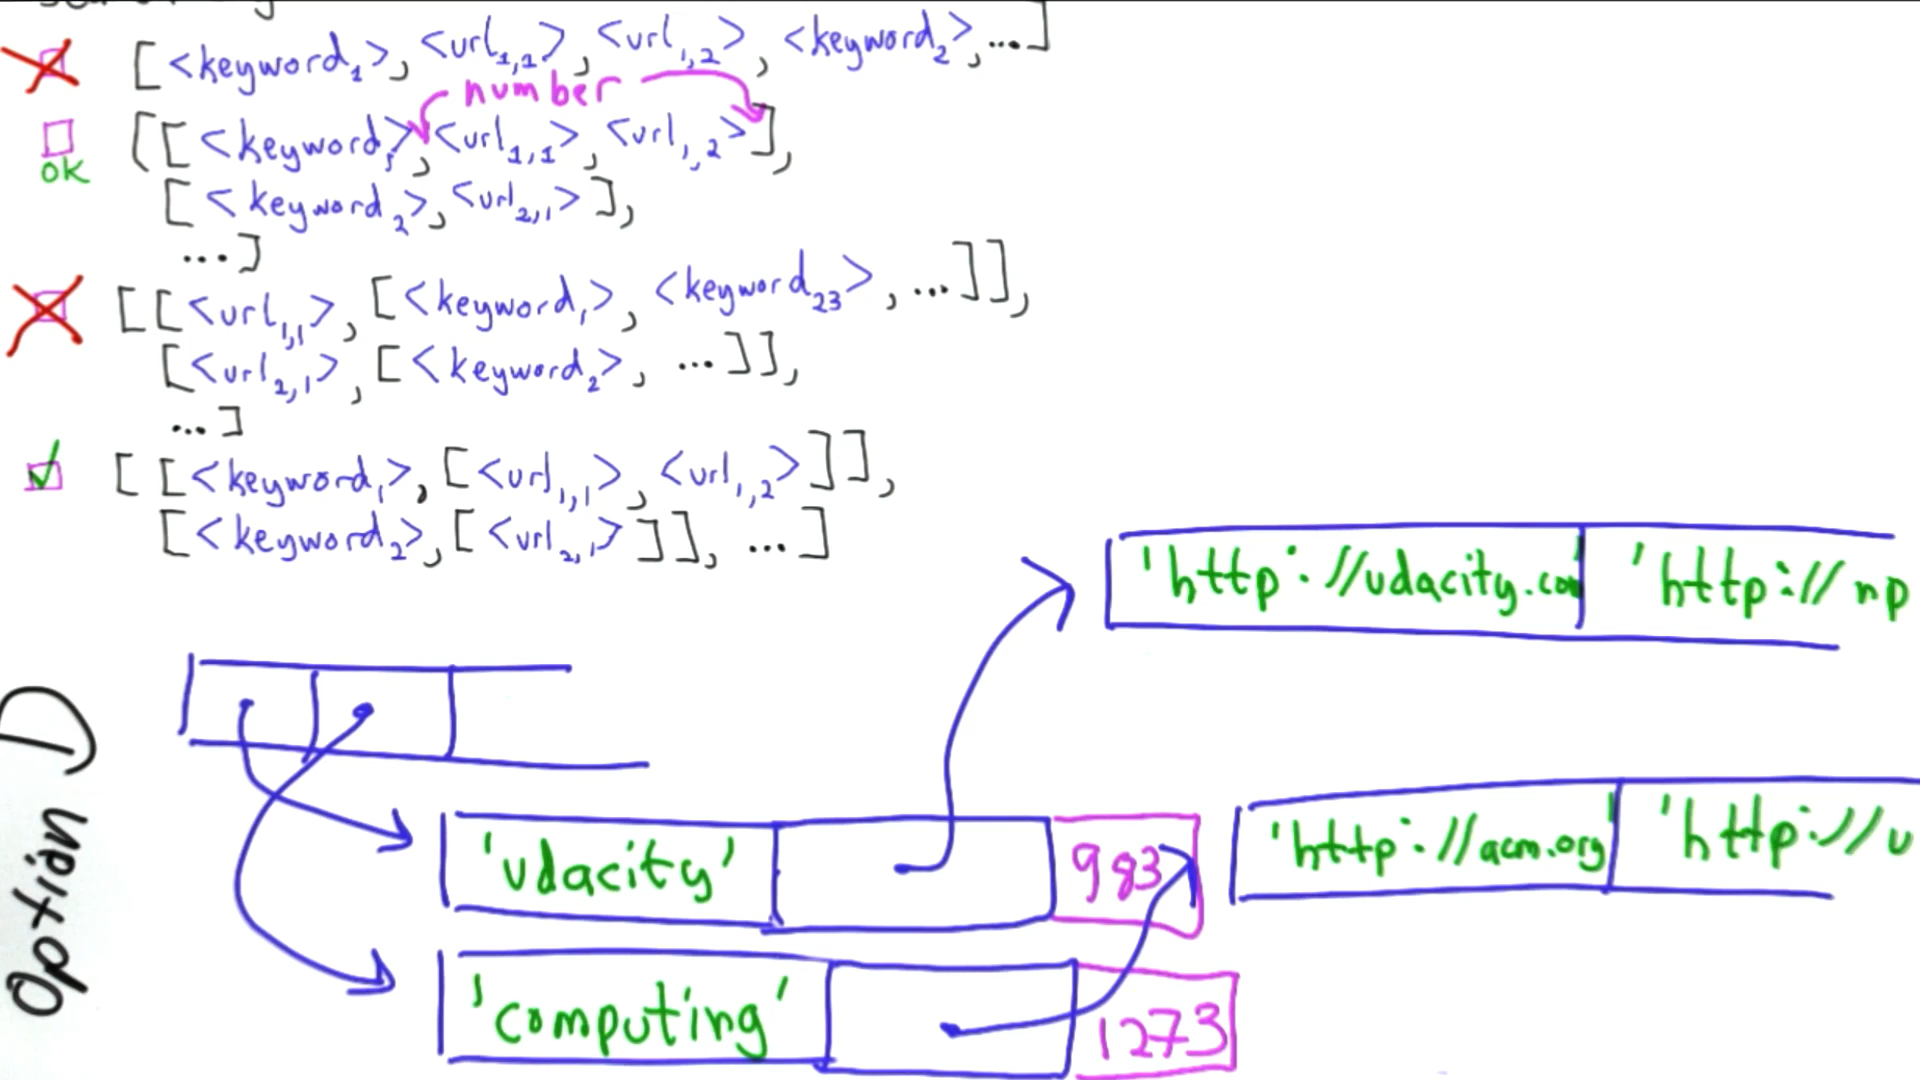 [<keyword₁>, <url₁,₁>, <url₁,₂>, <keyword₂>, ...]
number
[[<keyword₁>, <url₁,₁>, <url₁,₂>],
ok
[<keyword₂>, <url₂,₁>],
...]
[[<url₁,₁>, [<keyword₁>, <keyword₂₃>, ...]],
[<url₂,₁>, [<keyword₂>, ...]],
...]
[[<keyword₁>, [<url₁,₁>, <url₁,₂>]],
[<keyword₂>, [<url₂,₁>]], ...]
'http://udacity.com' 'http://np
Option D
'udacity' 983
'http://acm.org' 'http://u
'computing' 1273